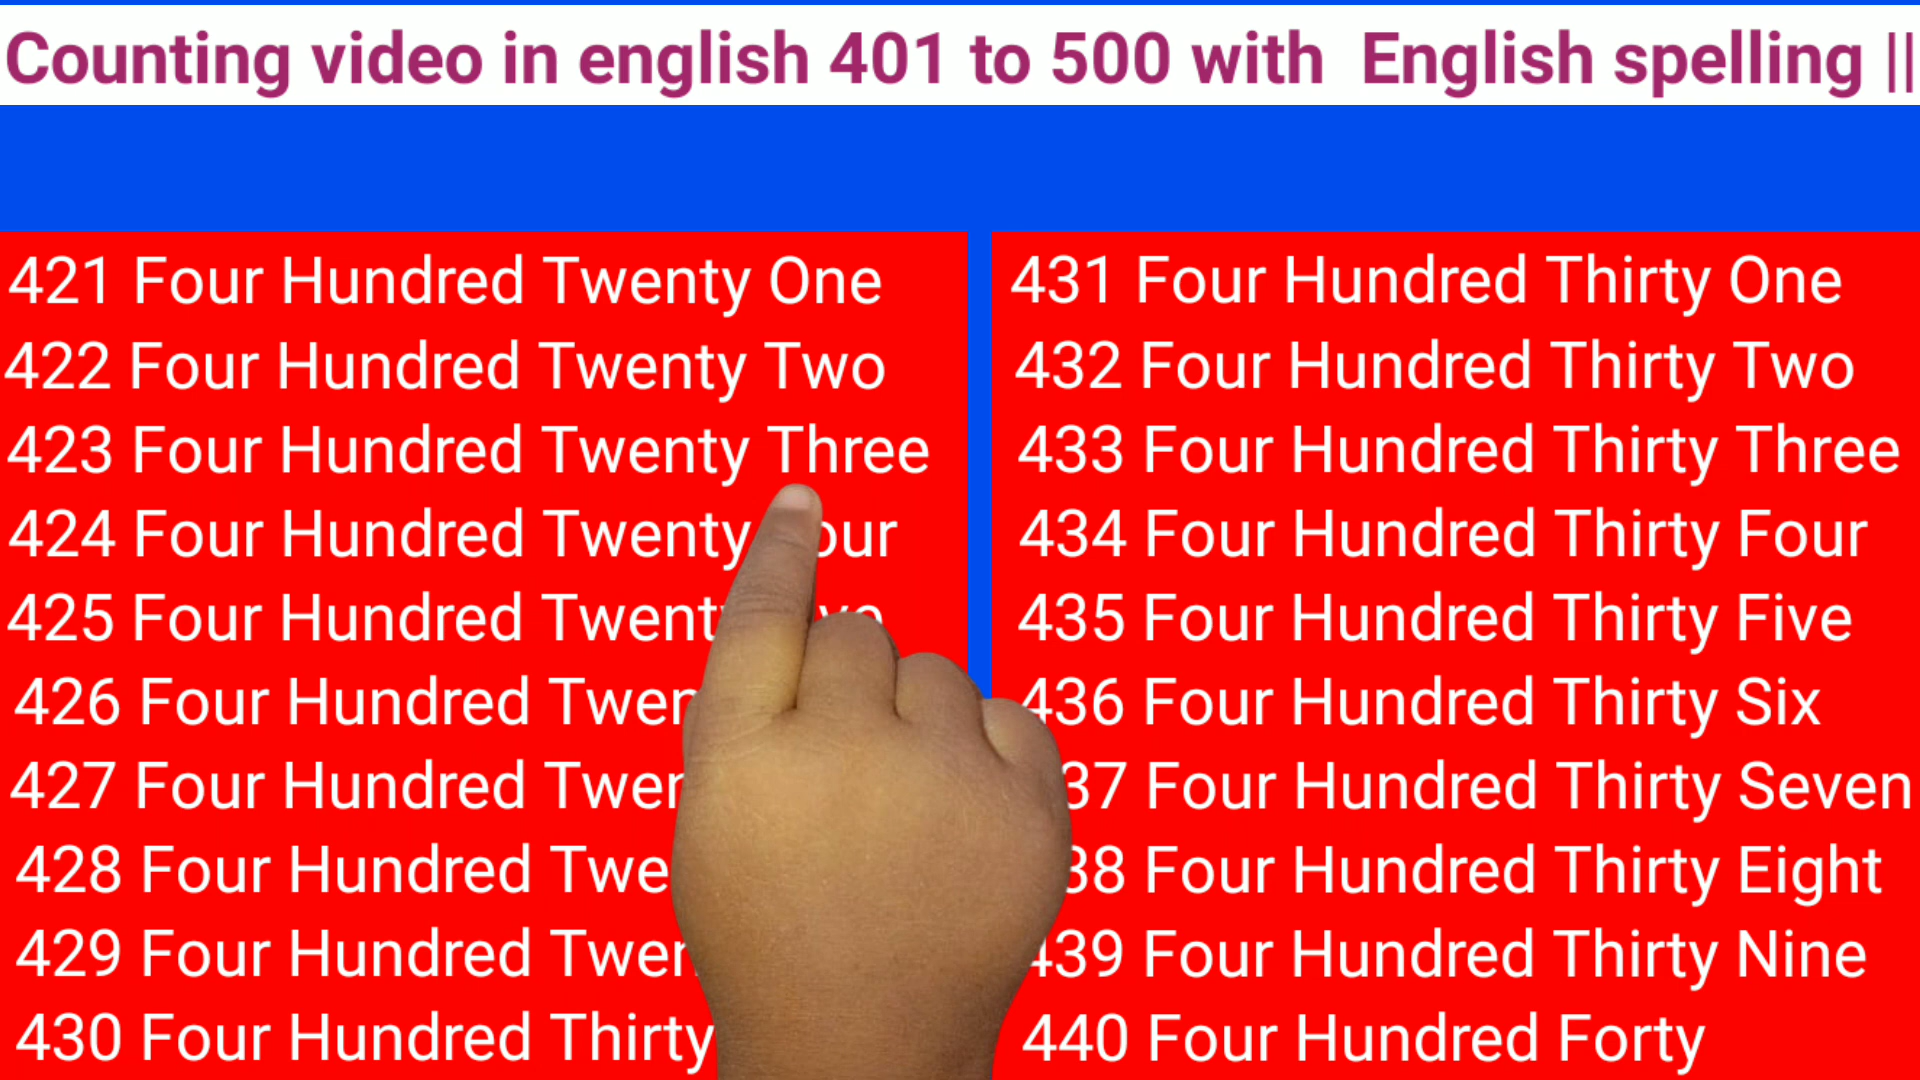 Counting video in english 401 to 500 with English spelling ||
421 Four Hundred Twenty One
422 Four Hundred Twenty Two
423 Four Hundred Twenty Three
424 Four Hundred Twenty
425 Four Hundred
426 Four Hundred
427 Four Hundred
428 Four Hundred
429 Four Hundred
430 Four Hundred Thirty
431 Four Hundred Thirty One
432 Four Hundred Thirty Two
433 Four Hundred Thirty Three
434 Four Hundred Thirty Four
435 Four Hundred Thirty Five
436 Four Hundred Thirty Six
Four Hundred Thirty Seven
Four Hundred Thirty Eight
439 Four Hundred Thirty Nine
440 Four Hundred Forty